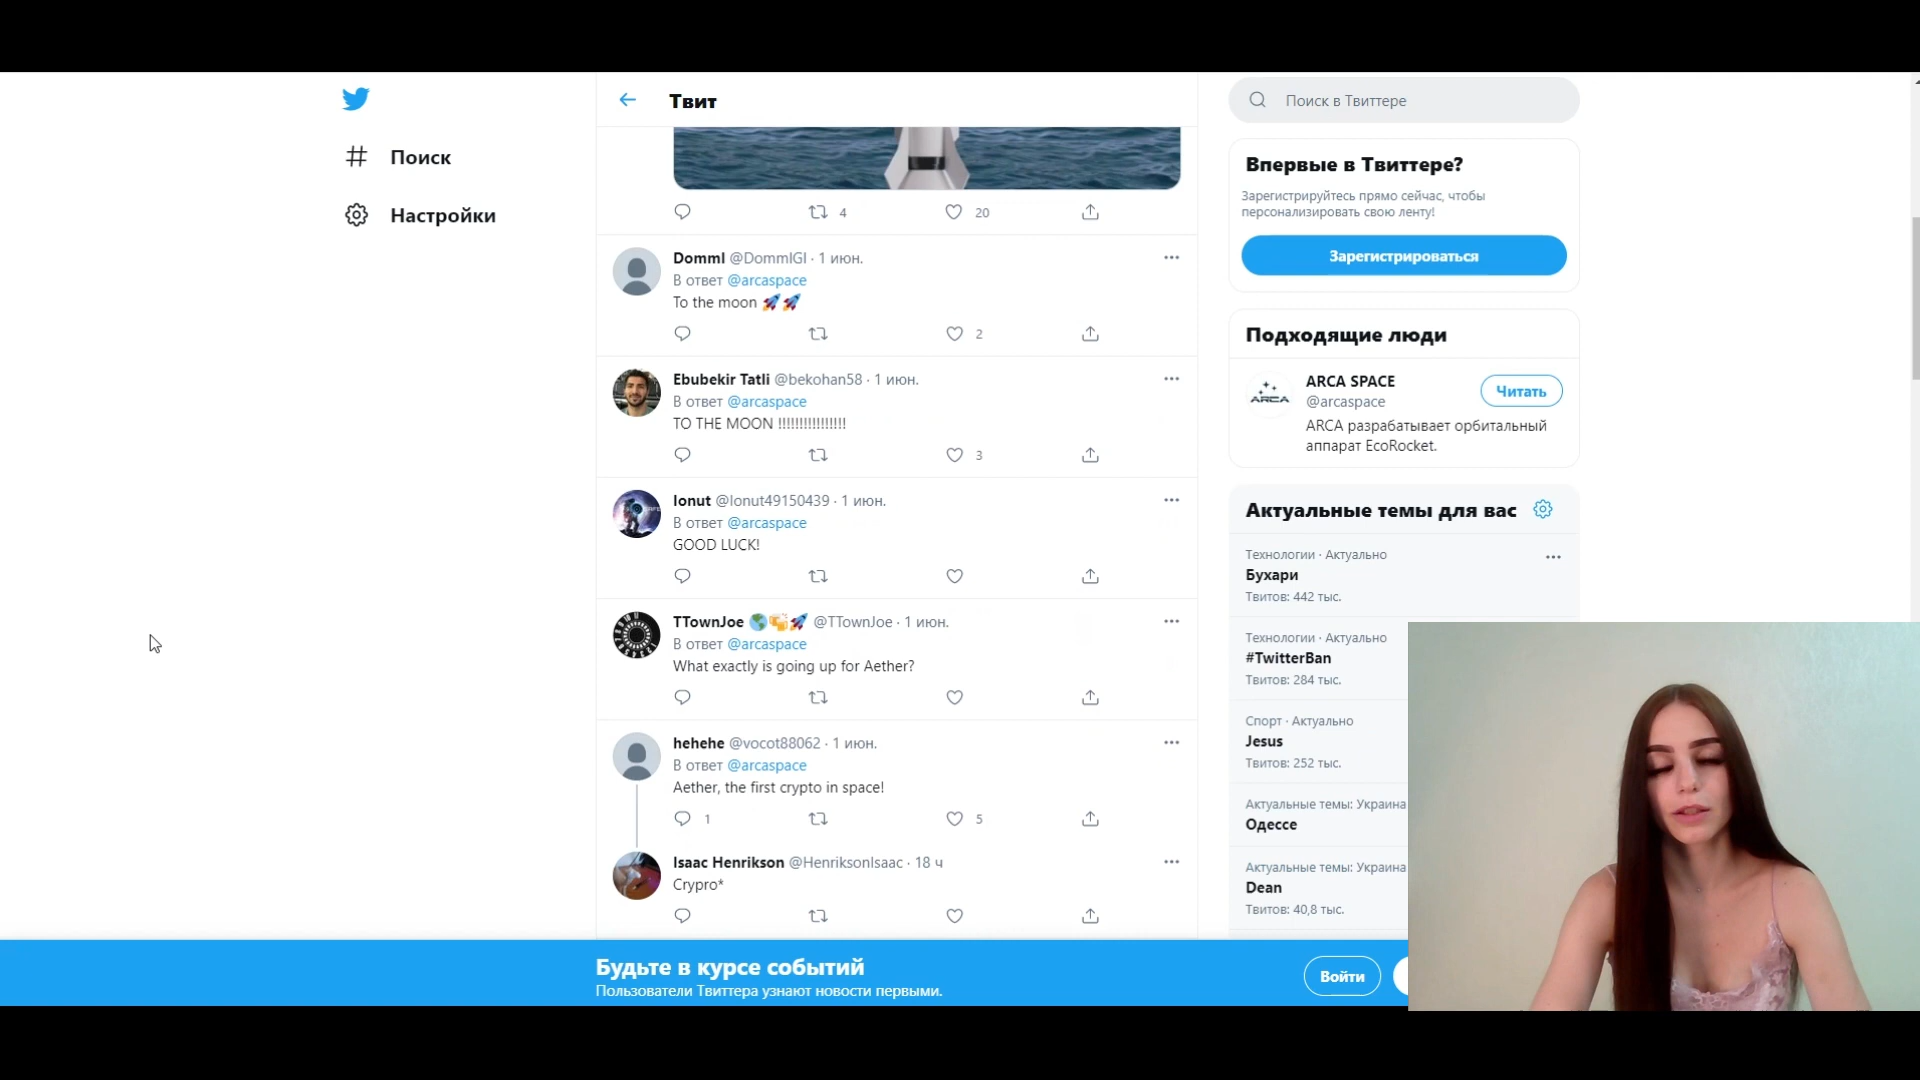 Твит
Поиск
Настройки
4
20
Domml @DommlGl · 1 июн.
В ответ @arcaspace
To the moon 🚀🚀
2
Ebubekir Tatli @bekohan58 · 1 июн.
В ответ @arcaspace
TO THE MOON !!!!!!!!!!!!!!!!
3
Ionut @Ionut49150439 · 1 июн.
В ответ @arcaspace
GOOD LUCK!
TTownJoe 🌎🍻🚀 @TTownJoe · 1 июн.
В ответ @arcaspace
What exactly is going up for Aether?
hehehe @vocot88062 · 1 июн.
В ответ @arcaspace
Aether, the first crypto in space!
1
5
Isaac Henrikson @HenriksonIsaac · 18 ч
Crypro*
Поиск в Твиттере
Впервые в Твиттере?
Зарегистрируйтесь прямо сейчас, чтобы
персонализировать свою ленту!
Зарегистрироваться
Подходящие люди
ARCA
ARCA SPACE
@arcaspace
Читать
ARCA разрабатывает орбитальный
аппарат EcoRocket.
Актуальные темы для вас
Технологии · Актуально
Бухари
Твитов: 442 тыс.
Технологии · Актуально
#TwitterBan
Твитов: 284 тыс.
Спорт · Актуально
Jesus
Твитов: 252 тыс.
Актуальные темы: Украина
Одессе
Актуальные темы: Украина
Dean
Твитов: 40,8 тыс.
Будьте в курсе событий
Пользователи Твиттера узнают новости первыми.
Войти